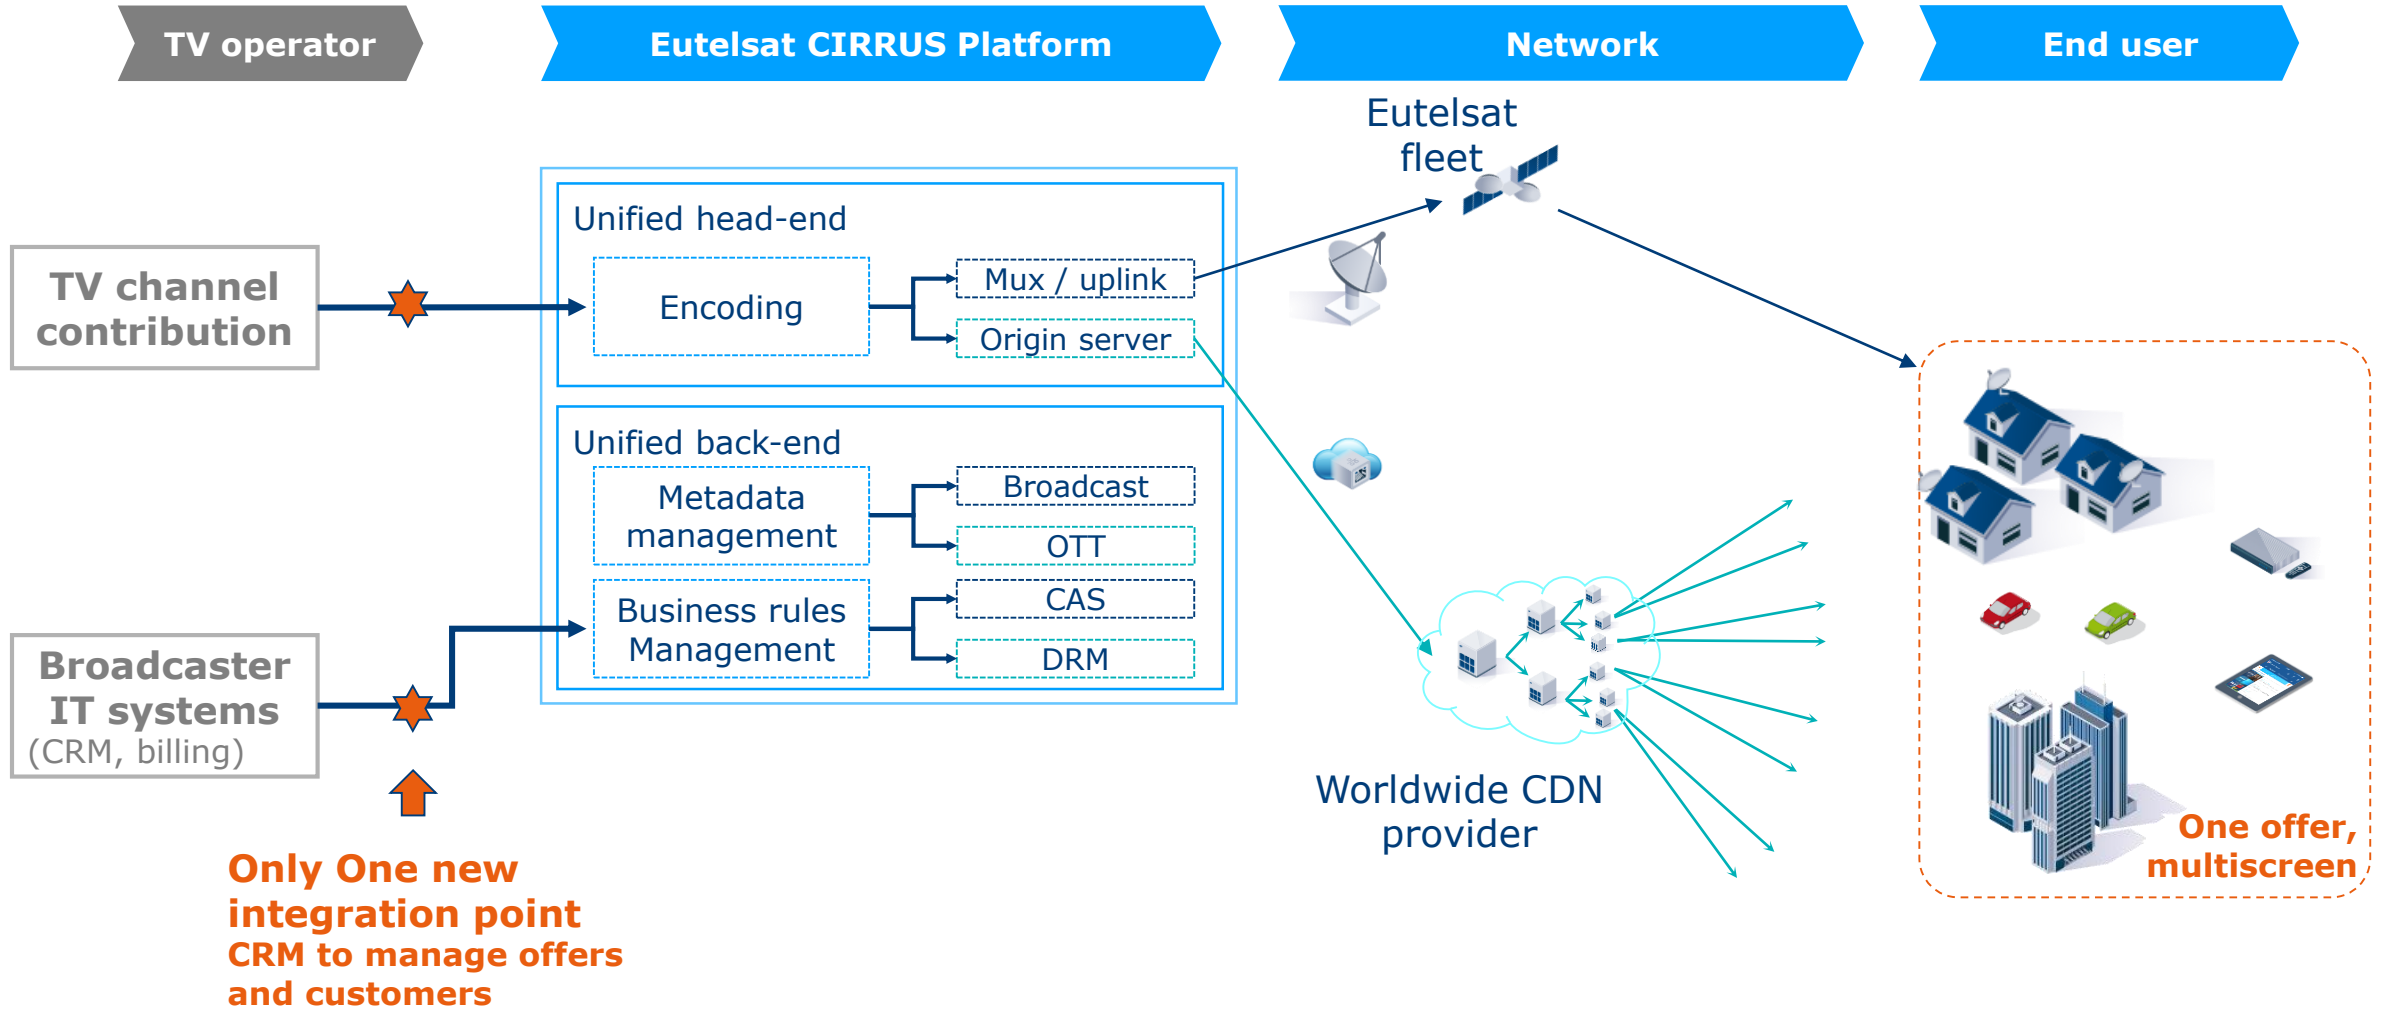 TV operator
Eutelsat CIRRUS Platform
Network
End user
Eutelsat
fleet
Unified head-end
TV channel
contribution
Encoding
Mux / uplink
Origin server
Unified back-end
Metadata
management
Broadcast
OTT
Business rules
Management
CAS
DRM
Broadcaster
IT systems
(CRM, billing)
Worldwide CDN
provider
One offer,
multiscreen
Only One new
integration point
CRM to manage offers
and customers